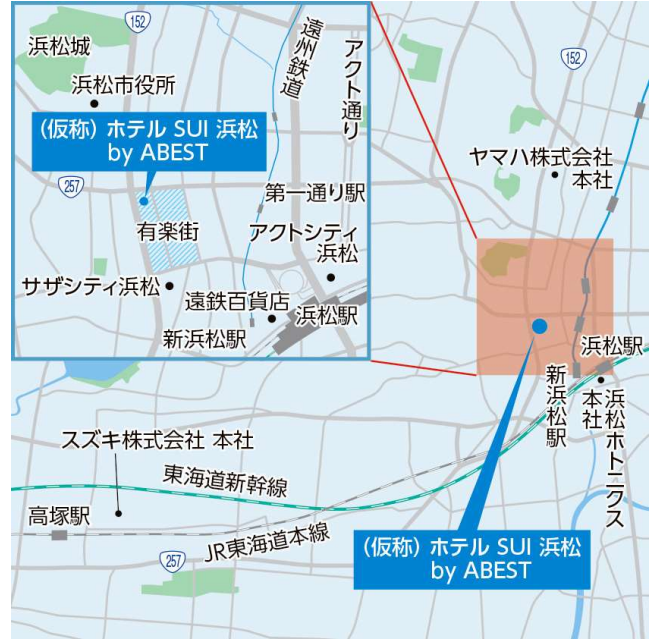 152
浜松城
浜松市役所
遠州鉄道
アクト通り
(仮称) ホテル SUI 浜松
by ABEST
257
第一通り駅
有楽街
アクトシティ
浜松
サザシティ浜松
遠鉄百貨店
浜松駅
新浜松駅
152
ヤマハ株式会社
本社
浜松駅
新浜松駅
浜松ホトニクス
本社
スズキ株式会社 本社
東海道新幹線
高塚駅
JR東海道本線
257
(仮称) ホテル SUI 浜松
by ABEST